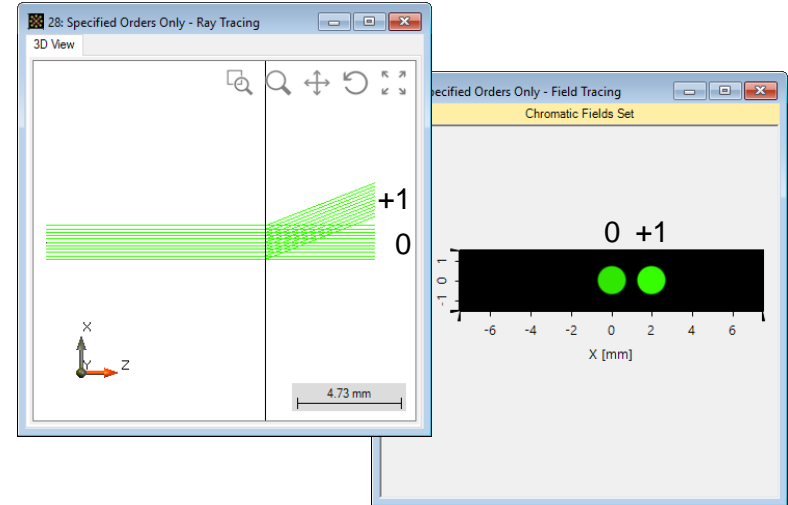 28: Specified Orders Only - Ray Tracing
3D View
+1
0
X
Y
Z
4.73 mm
pecified Orders Only - Field Tracing
Chromatic Fields Set
0 +1
1
0
-1
-6 -4 -2 0 2 4 6
X [mm]